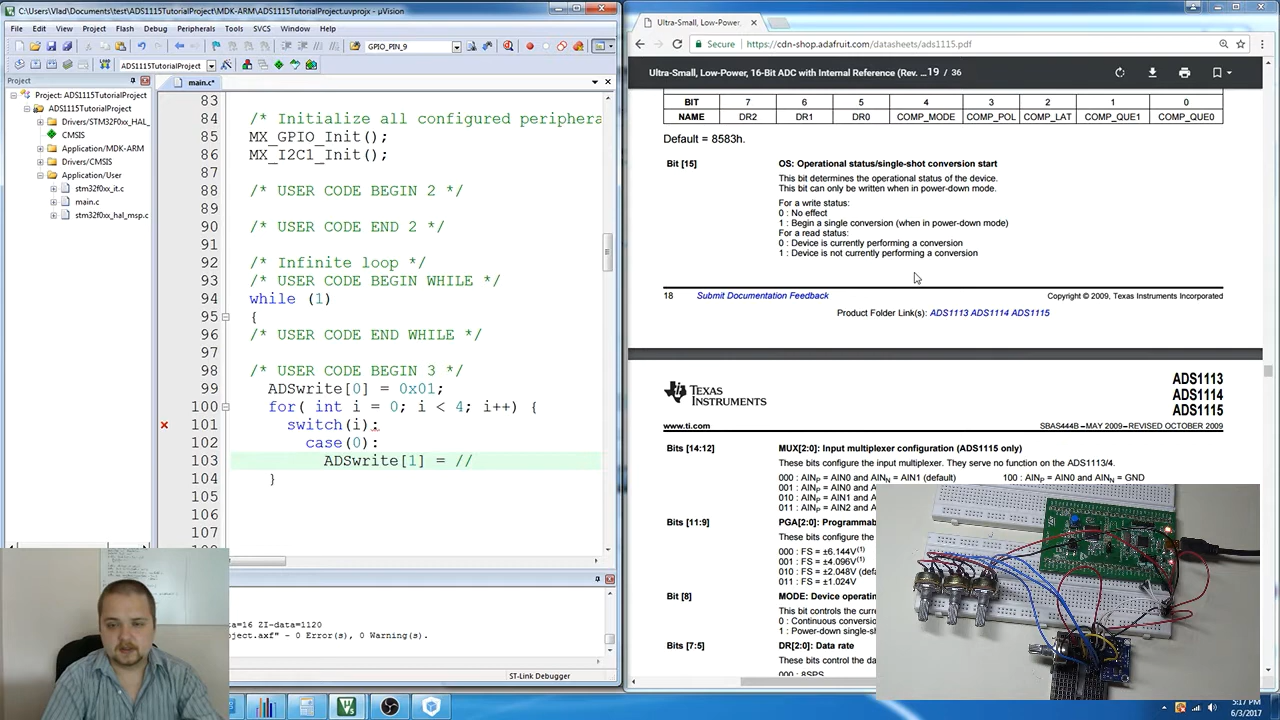 C:\Users\Vlad\Documents\test\ADS1115TutorialProject\MDK-ARM\ADS1115TutorialProject.uvprojx - µVision
File Edit View Project Flash Debug Peripherals Tools SVCS Window Help
GPIO_PIN_9
ADS1115TutorialProject
Project
Project: ADS1115TutorialProject
ADS1115TutorialProject
Drivers/STM32F0xx_HAL_
CMSIS
Application/MDK-ARM
Drivers/CMSIS
Application/User
stm32f0xx_it.c
main.c
stm32f0xx_hal_msp.c
main.c*
83
84 /* Initialize all configured periphera
85 MX_GPIO_Init();
86 MX_I2C1_Init();
87
88 /* USER CODE BEGIN 2 */
89
90 /* USER CODE END 2 */
91
92 /* Infinite loop */
93 /* USER CODE BEGIN WHILE */
94 while (1)
95 {
96 /* USER CODE END WHILE */
97
98 /* USER CODE BEGIN 3 */
99 ADSwrite[0] = 0x01;
100 for( int i = 0; i < 4; i++) {
101 switch(i):
102 case(0):
103 ADSwrite[1] = //
104 }
105
106
107
ata=16 ZI-data=1120
oject.axf" - 0 Error(s), 0 Warning(s).
ST-Link Debugger
Ultra-Small, Low-Power,
Secure https://cdn-shop.adafruit.com/datasheets/ads1115.pdf
Ultra-Small, Low-Power, 16-Bit ADC with Internal Reference (Rev. ... 19 / 36
BIT 7 6 5 4 3 2 1 0
NAME DR2 DR1 DR0 COMP_MODE COMP_POL COMP_LAT COMP_QUE1 COMP_QUE0
Default = 8583h.
Bit [15] OS: Operational status/single-shot conversion start
This bit determines the operational status of the device.
This bit can only be written when in power-down mode.
For a write status:
0 : No effect
1 : Begin a single conversion (when in power-down mode)
For a read status:
0 : Device is currently performing a conversion
1 : Device is not currently performing a conversion
18 Submit Documentation Feedback Copyright © 2009, Texas Instruments Incorporated
Product Folder Link(s): ADS1113 ADS1114 ADS1115
TEXAS
INSTRUMENTS
ADS1113
ADS1114
ADS1115
www.ti.com SBAS444B – MAY 2009 – REVISED OCTOBER 2009
Bits [14:12] MUX[2:0]: Input multiplexer configuration (ADS1115 only)
These bits configure the input multiplexer. They serve no function on the ADS1113/4.
000 : AINP = AIN0 and AINN = AIN1 (default) 100 : AINP = AIN0 and AINN = GND
001 : AINP = AIN0 and
010 : AINP = AIN1 and
011 : AINP = AIN2 and
Bits [11:9] PGA[2:0]: Programmab
These bits configure the
000 : FS = ±6.144V(1)
001 : FS = ±4.096V(1)
010 : FS = ±2.048V (defa
011 : FS = ±1.024V
Bit [8] MODE: Device operatin
This bit controls the curre
0 : Continuous conversion
1 : Power-down single-sh
Bits [7:5] DR[2:0]: Data rate
These bits control the da
000 : 8SPS
5:17 PM
6/3/2017